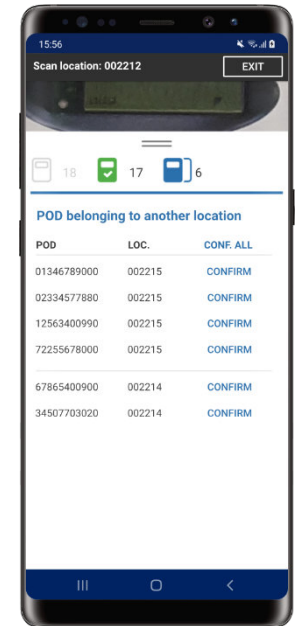 15:56
Scan location: 002212 EXIT
18 17 6
POD belonging to another location
POD LOC. CONF. ALL
01346789000 002215 CONFIRM
02334577880 002215 CONFIRM
12563400990 002215 CONFIRM
72255678000 002215 CONFIRM
67865400900 002214 CONFIRM
34507703020 002214 CONFIRM